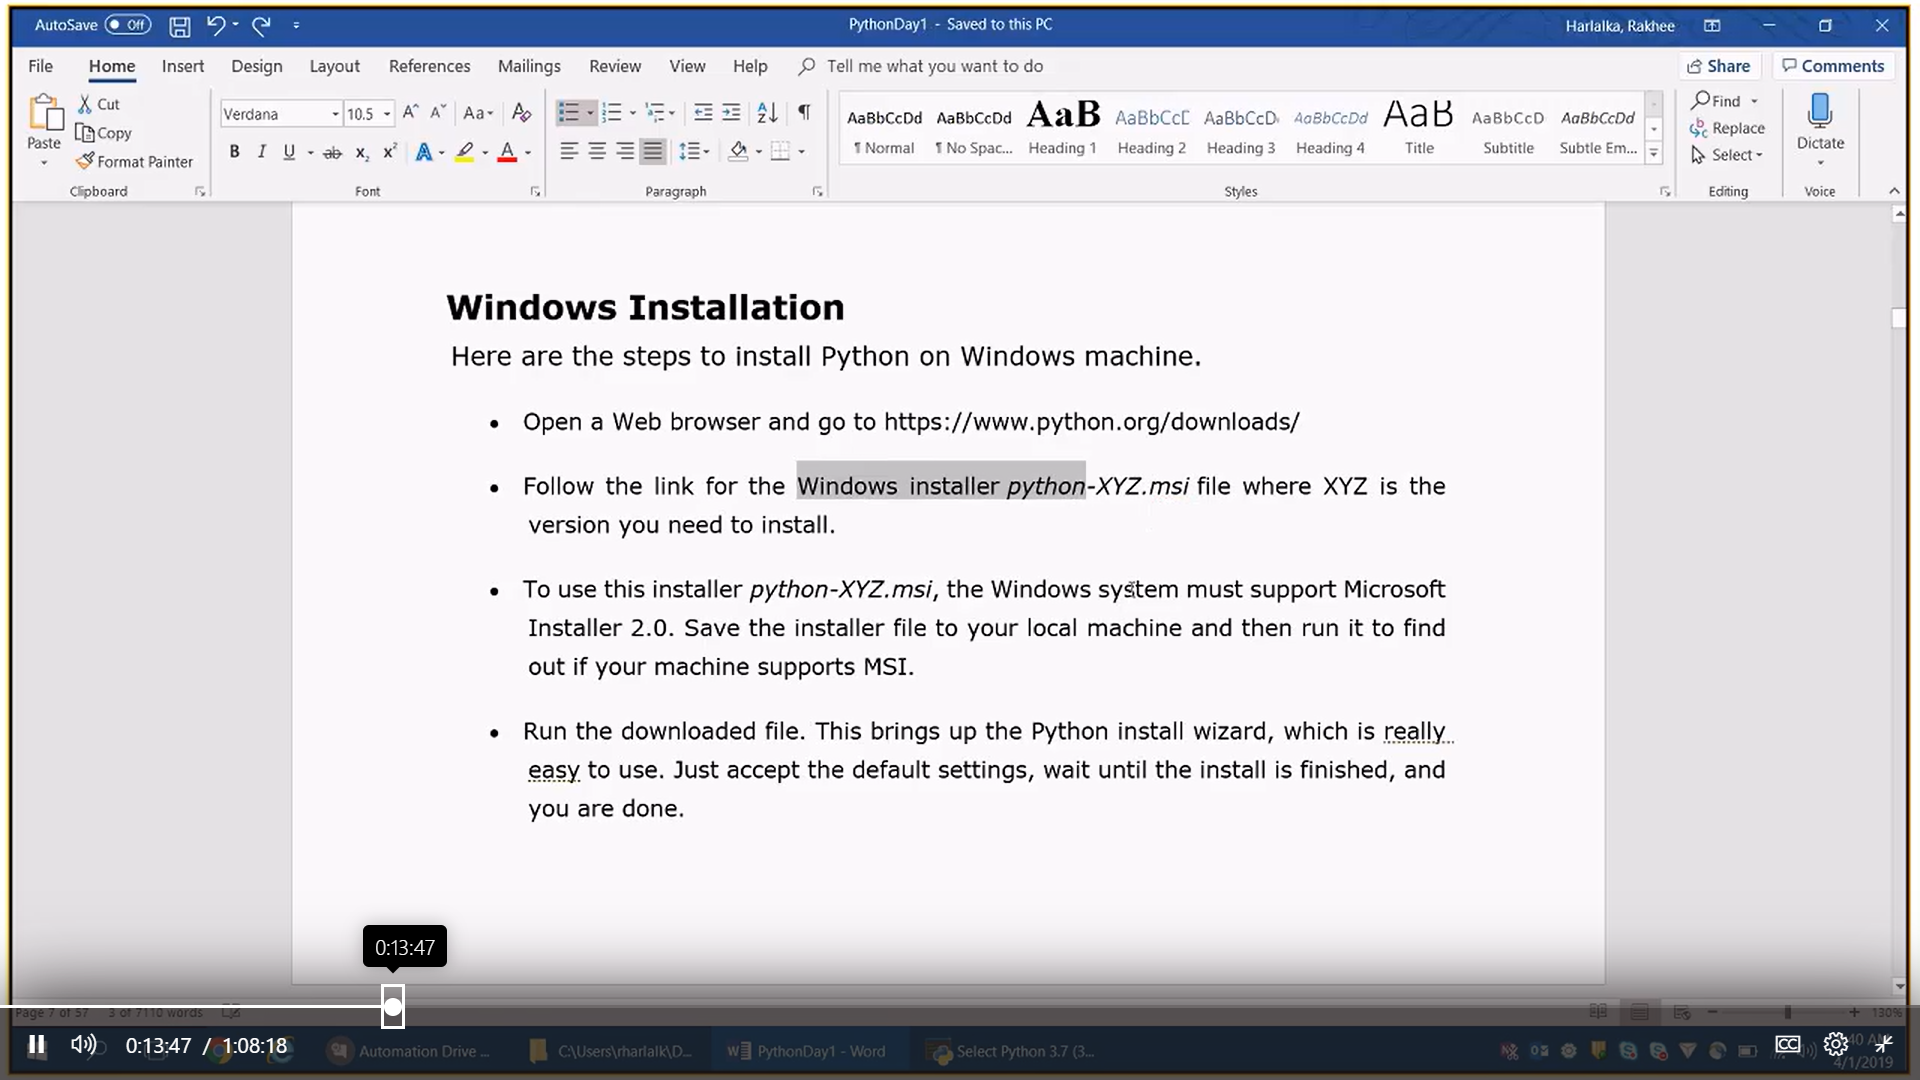 AutoSave Off
PythonDay1 - Saved to this PC
Harlalka, Rakhee
File Home Insert Design Layout References Mailings Review View Help Tell me what you want to do
Share Comments
Paste
Cut
Copy
Format Painter
Clipboard
Verdana 10.5
Font
Paragraph
AaBbCcDd AaBbCcDd AaB AaBbCcD AaBbCcD AaBbCcDd AaB AaBbCcD AaBbCcDd
¶ Normal ¶ No Spac... Heading 1 Heading 2 Heading 3 Heading 4 Title Subtitle Subtle Em...
Styles
Find
Replace
Select
Editing
Dictate
Voice
Windows Installation
Here are the steps to install Python on Windows machine.
• Open a Web browser and go to https://www.python.org/downloads/
• Follow the link for the Windows installer python-XYZ.msi file where XYZ is the
version you need to install.
• To use this installer python-XYZ.msi, the Windows system must support Microsoft
Installer 2.0. Save the installer file to your local machine and then run it to find
out if your machine supports MSI.
• Run the downloaded file. This brings up the Python install wizard, which is really
easy to use. Just accept the default settings, wait until the install is finished, and
you are done.
0:13:47
Page 7 of 57 3 of 7110 words
130%
0:13:47 / 1:08:18
Automation Drive ...
C:\Users\rharlalk\D...
PythonDay1 - Word
Select Python 3.7 (3...
CC
4/1/2019